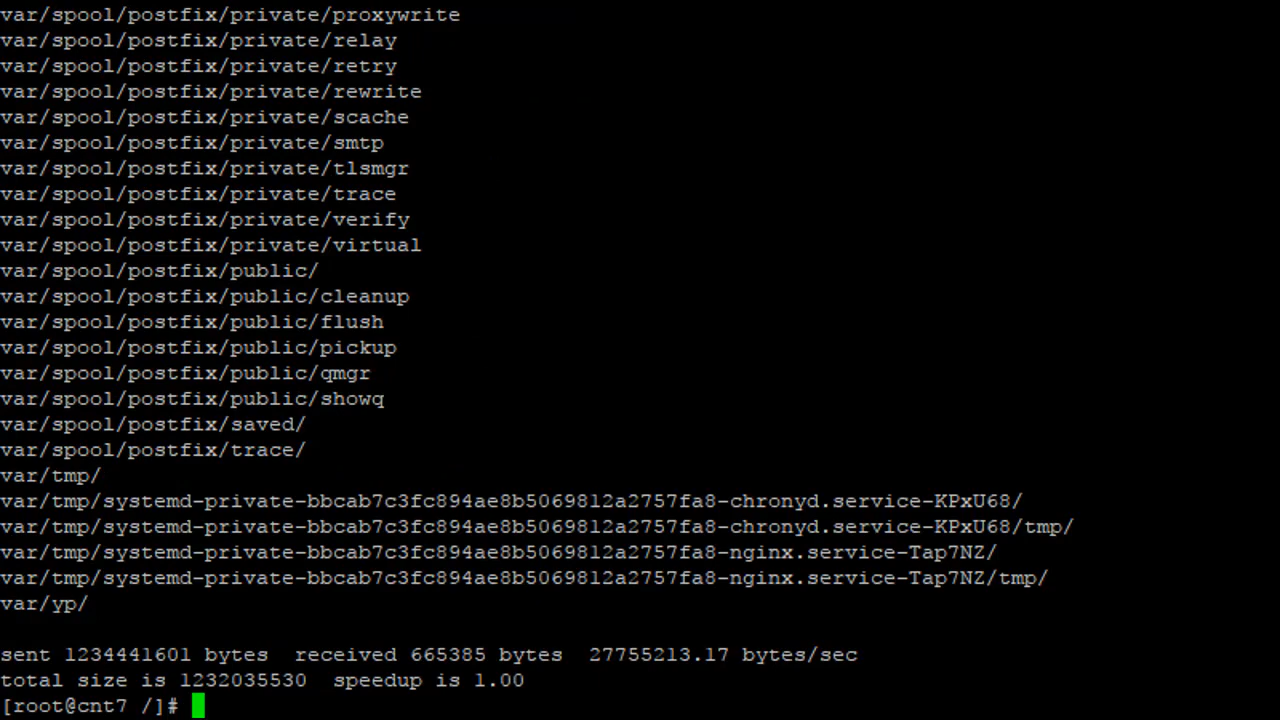 var/spool/postfix/private/proxywrite
var/spool/postfix/private/relay
var/spool/postfix/private/retry
var/spool/postfix/private/rewrite
var/spool/postfix/private/scache
var/spool/postfix/private/smtp
var/spool/postfix/private/tlsmgr
var/spool/postfix/private/trace
var/spool/postfix/private/verify
var/spool/postfix/private/virtual
var/spool/postfix/public/
var/spool/postfix/public/cleanup
var/spool/postfix/public/flush
var/spool/postfix/public/pickup
var/spool/postfix/public/qmgr
var/spool/postfix/public/showq
var/spool/postfix/saved/
var/spool/postfix/trace/
var/tmp/
var/tmp/systemd-private-bbcab7c3fc894ae8b5069812a2757fa8-chronyd.service-KPxU68/
var/tmp/systemd-private-bbcab7c3fc894ae8b5069812a2757fa8-chronyd.service-KPxU68/tmp/
var/tmp/systemd-private-bbcab7c3fc894ae8b5069812a2757fa8-nginx.service-Tap7NZ/
var/tmp/systemd-private-bbcab7c3fc894ae8b5069812a2757fa8-nginx.service-Tap7NZ/tmp/
var/yp/
sent 1234441601 bytes  received 665385 bytes  27755213.17 bytes/sec
total size is 1232035530  speedup is 1.00
[root@cnt7 /]#